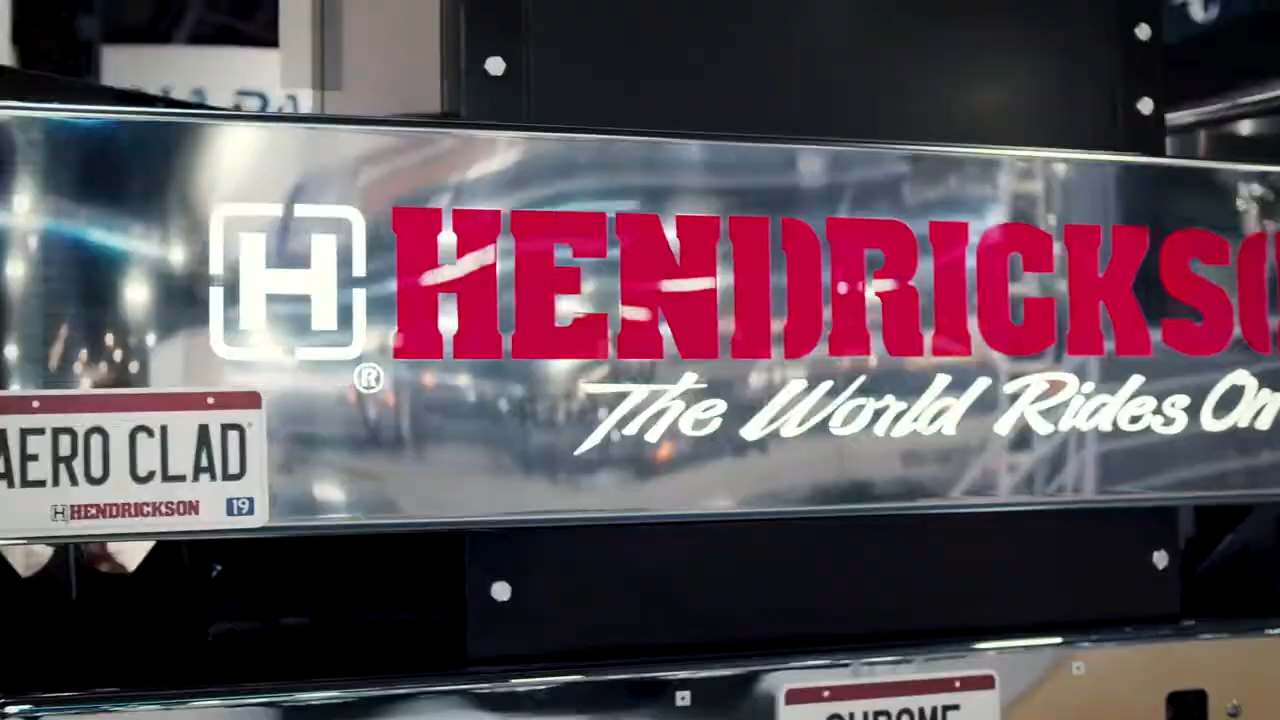 H HENDRICKSO
®
The World Rides On
AERO CLAD
H HENDRICKSON 19
CHROME